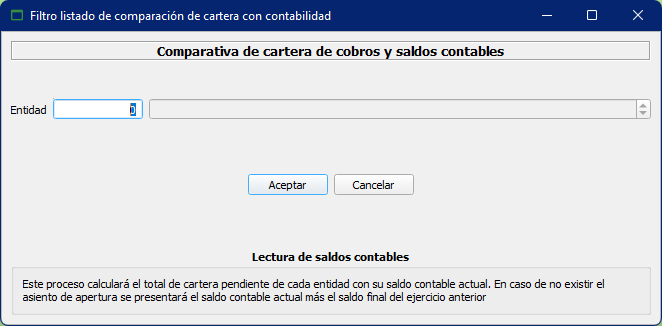 Filtro listado de comparación de cartera con contabilidad
Comparativa de cartera de cobros y saldos contables
Entidad 0
Aceptar Cancelar
Lectura de saldos contables
Este proceso calculará el total de cartera pendiente de cada entidad con su saldo contable actual. En caso de no existir el
asiento de apertura se presentará el saldo contable actual más el saldo final del ejercicio anterior